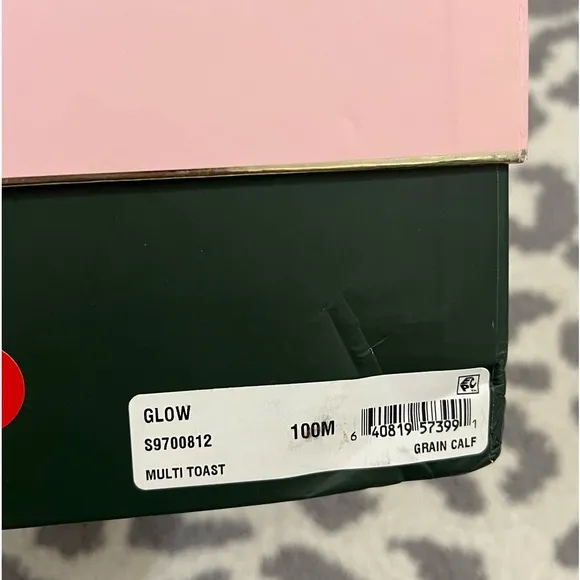 GLOW
S9700812 100M
MULTI TOAST
6 40819 57399 1
GRAIN CALF